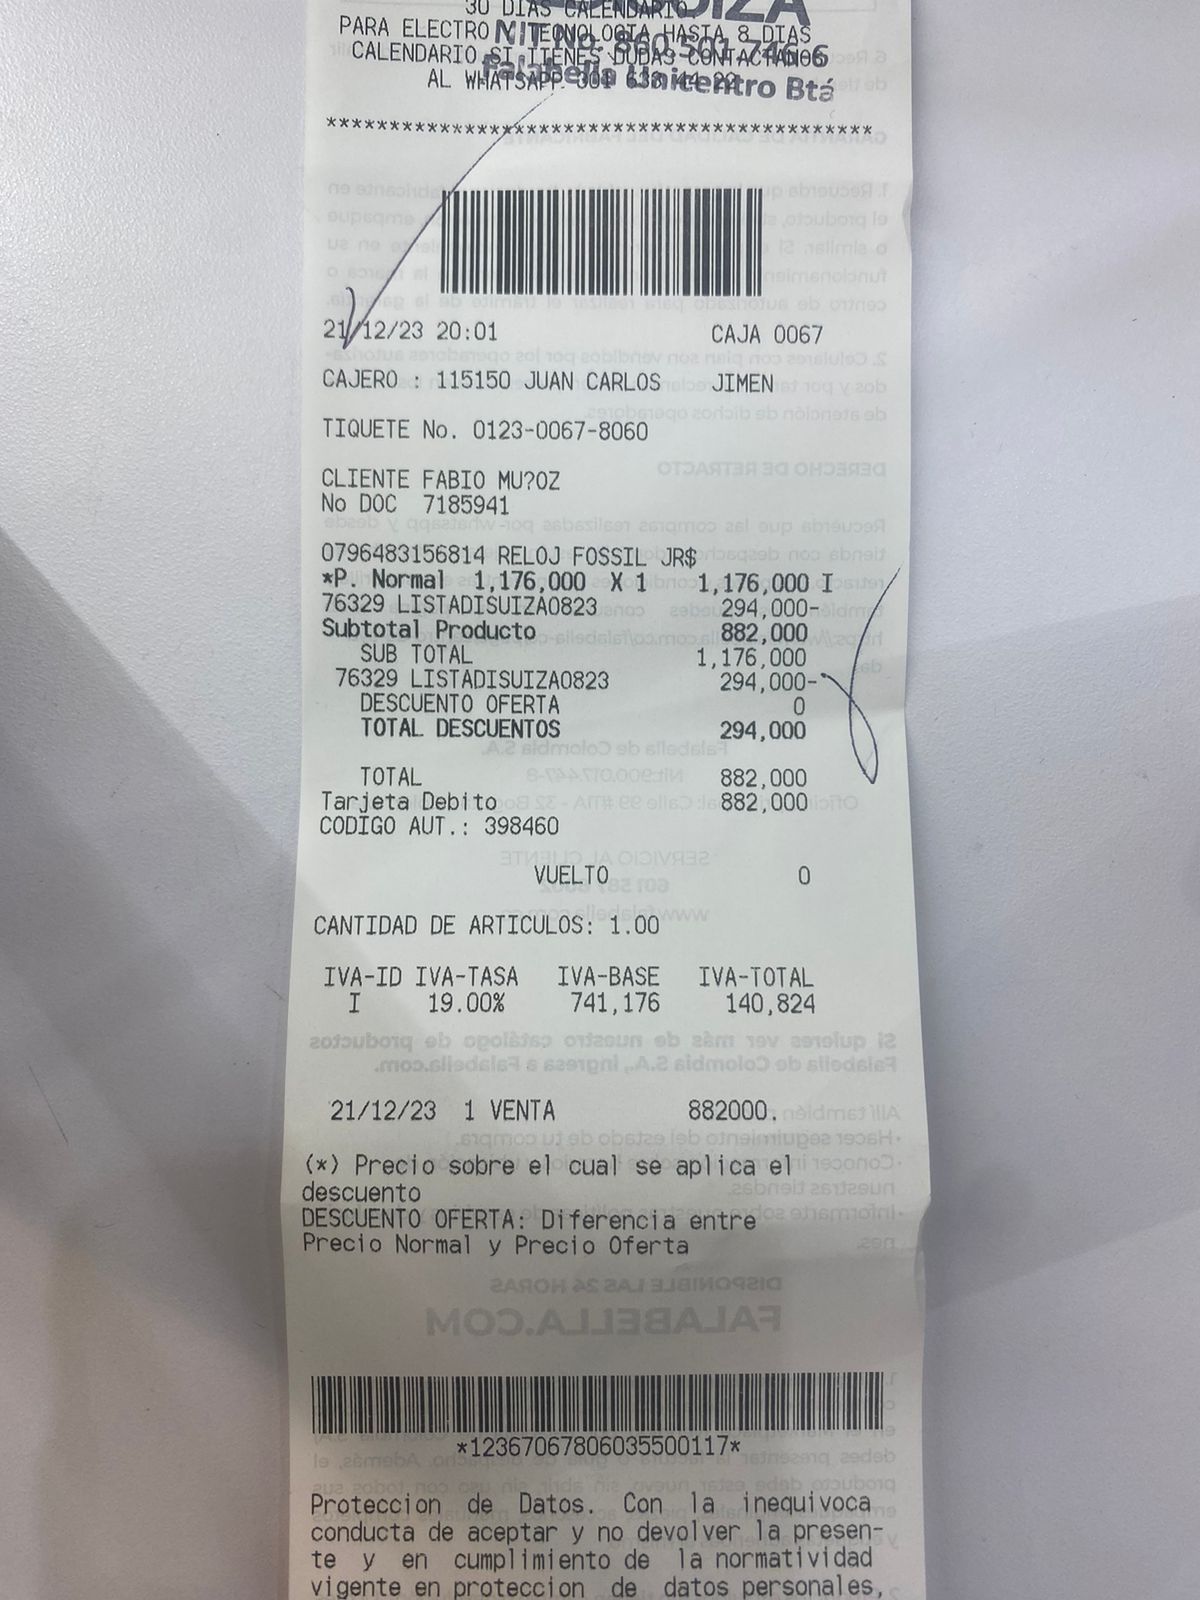 30 DIAS CALENDARIO
PARA ELECTRO Y TECNOLOGIA HASTA 8 DIAS
NIT No. 860.501.746-6
CALENDARIO SI TIENES DUDAS CONTACTANOS
Falabella Unicentro Btá
AL WHATSAPP
*******************************************
21/12/23 20:01 CAJA 0067
CAJERO : 115150 JUAN CARLOS JIMEN
TIQUETE No. 0123-0067-8060
CLIENTE FABIO MU?OZ
No DOC 7185941
0796483156814 RELOJ FOSSIL JR$
*P. Normal 1,176,000 X 1 1,176,000 I
76329 LISTADISUIZA0823 294,000-
Subtotal Producto 882,000
SUB TOTAL 1,176,000
76329 LISTADISUIZA0823 294,000-
DESCUENTO OFERTA 0
TOTAL DESCUENTOS 294,000
TOTAL 882,000
Tarjeta Debito 882,000
CODIGO AUT.: 398460
VUELTO 0
CANTIDAD DE ARTICULOS: 1.00
IVA-ID IVA-TASA IVA-BASE IVA-TOTAL
I 19.00% 741,176 140,824
21/12/23 1 VENTA 882000.
(*) Precio sobre el cual se aplica el
descuento
DESCUENTO OFERTA: Diferencia entre
Precio Normal y Precio Oferta
*12367067806035500117*
Proteccion de Datos. Con la inequivoca
conducta de aceptar y no devolver la presen-
te y en cumplimiento de la normatividad
vigente en proteccion de datos personales,